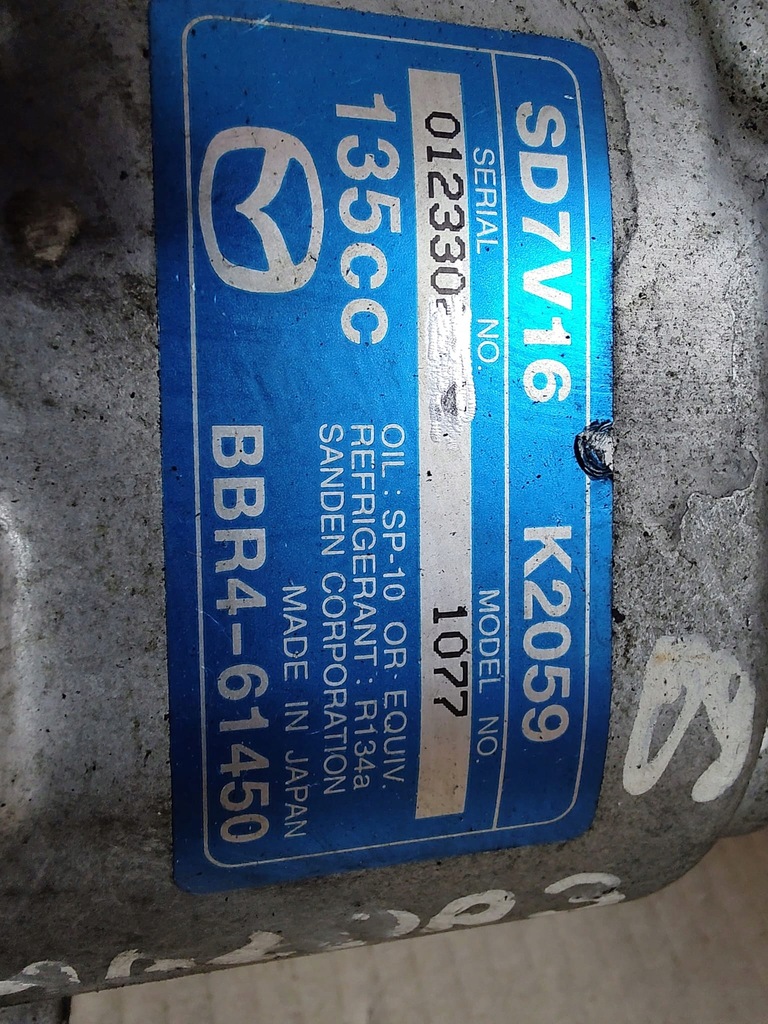 SD7V16 K2059
SERIAL NO. MODEL NO.
012330 1077
135cc
OIL : SP-10 OR EQUIV.
REFRIGERANT : R134a
SANDEN CORPORATION
MADE IN JAPAN
BBR4-61450